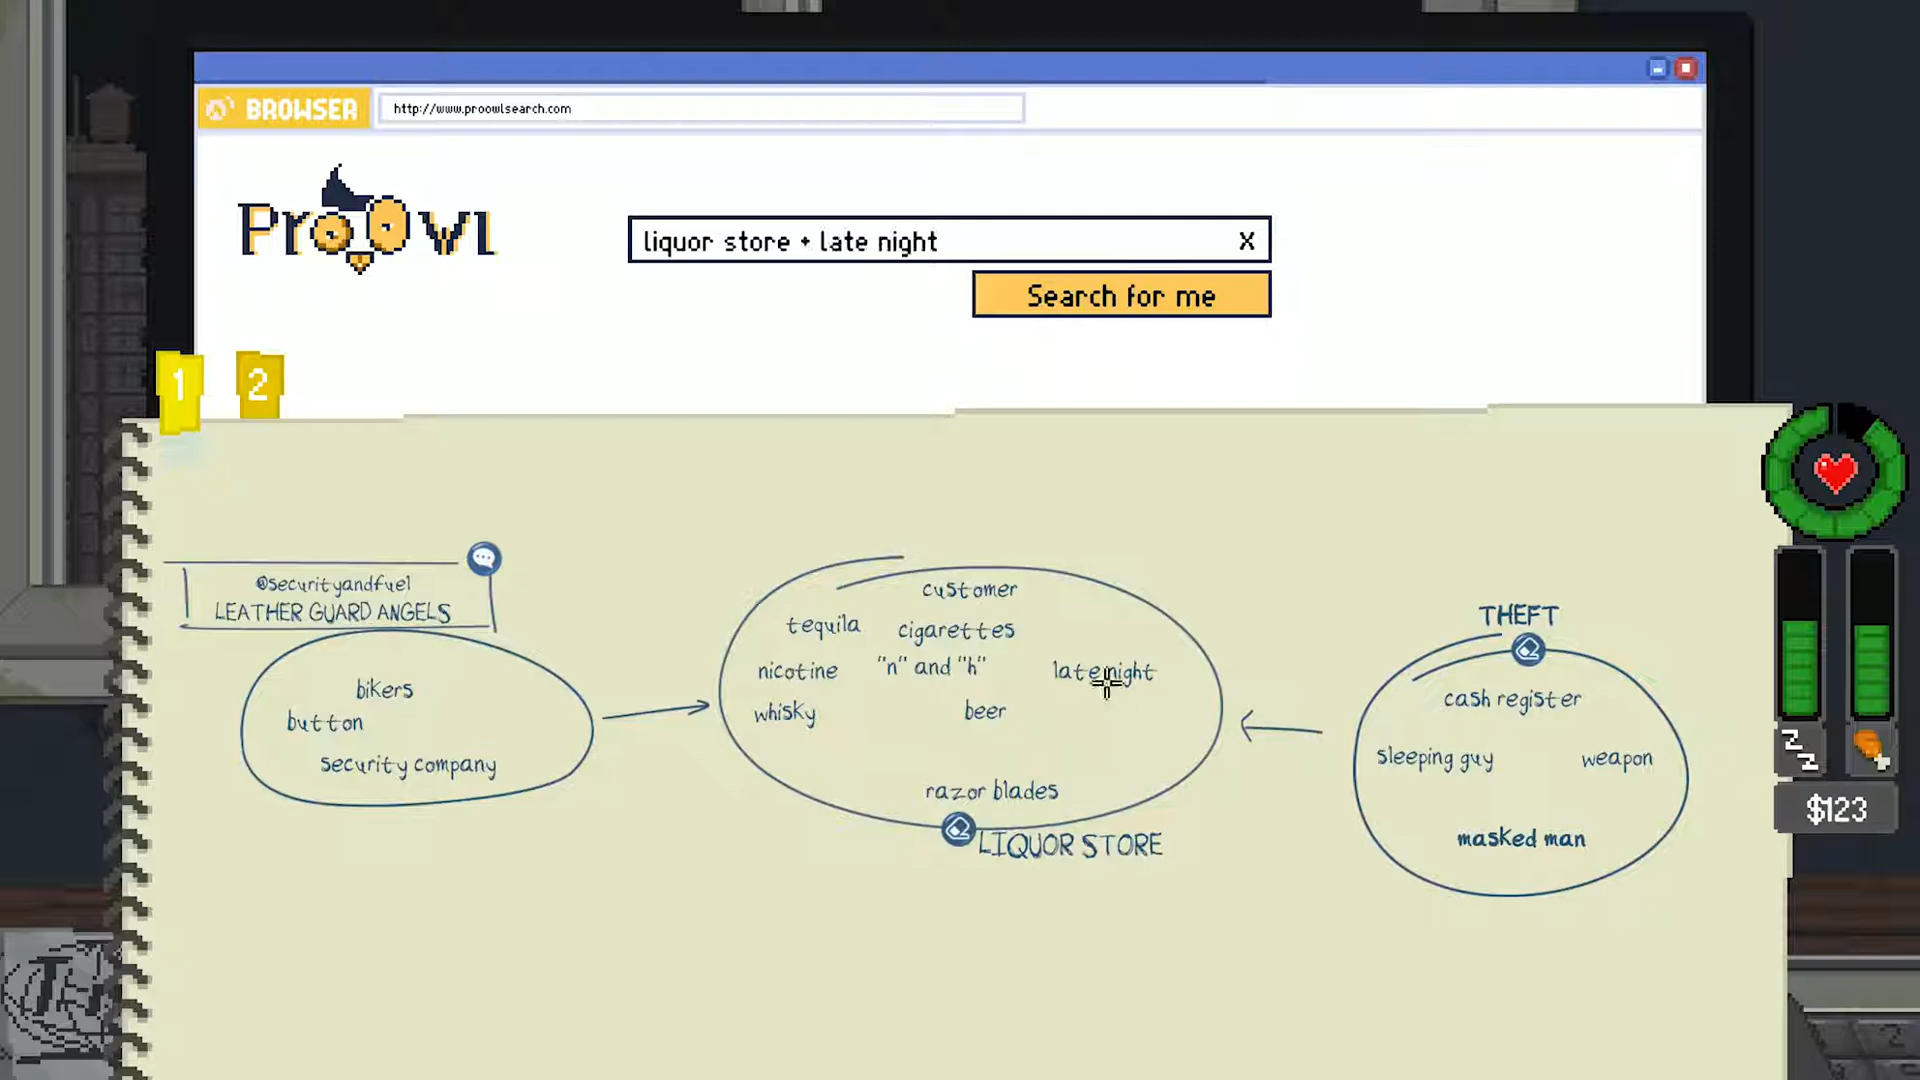 BROWSER
http://www.proowlsearch.com
ProOwl
liquor store + late night X
Search for me
1 2
@securityandfuel
LEATHER GUARD ANGELS
bikers
button
security company
customer
tequila cigarettes
nicotine "n" and "h" late night
whisky beer
razor blades
LIQUOR STORE
THEFT
cash register
sleeping guy weapon
masked man
$123